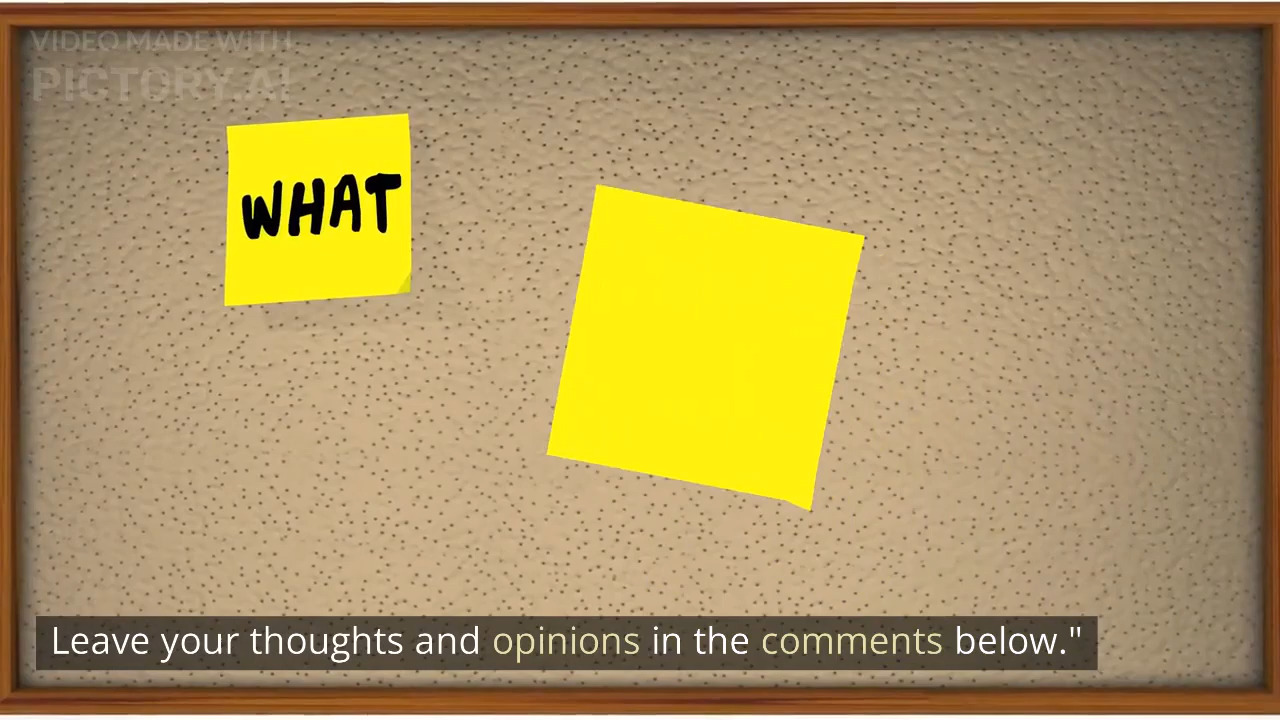 VIDEO MADE WITH
PICTORY.AI
WHAT
Leave your thoughts and opinions in the comments below."